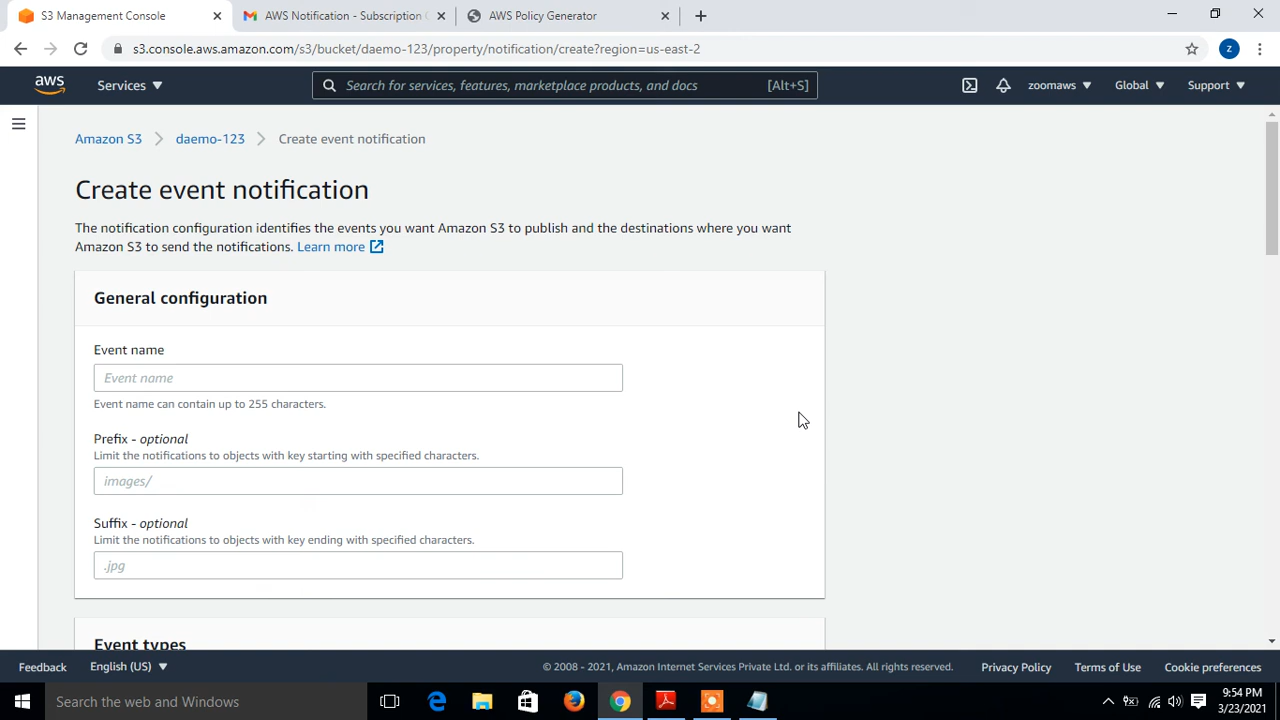 S3 Management Console
AWS Notification - Subscription C
AWS Policy Generator
s3.console.aws.amazon.com/s3/bucket/daemo-123/property/notification/create?region=us-east-2
z
aws
Services
Search for services, features, marketplace products, and docs
[Alt+S]
zoomaws
Global
Support
Amazon S3
daemo-123
Create event notification
Create event notification
The notification configuration identifies the events you want Amazon S3 to publish and the destinations where you want
Amazon S3 to send the notifications. Learn more
General configuration
Event name
Event name
Event name can contain up to 255 characters.
Prefix - optional
Limit the notifications to objects with key starting with specified characters.
images/
Suffix - optional
Limit the notifications to objects with key ending with specified characters.
.jpg
Event types
Feedback
English (US)
© 2008 - 2021, Amazon Internet Services Private Ltd. or its affiliates. All rights reserved.
Privacy Policy
Terms of Use
Cookie preferences
Search the web and Windows
9:54 PM
3/23/2021